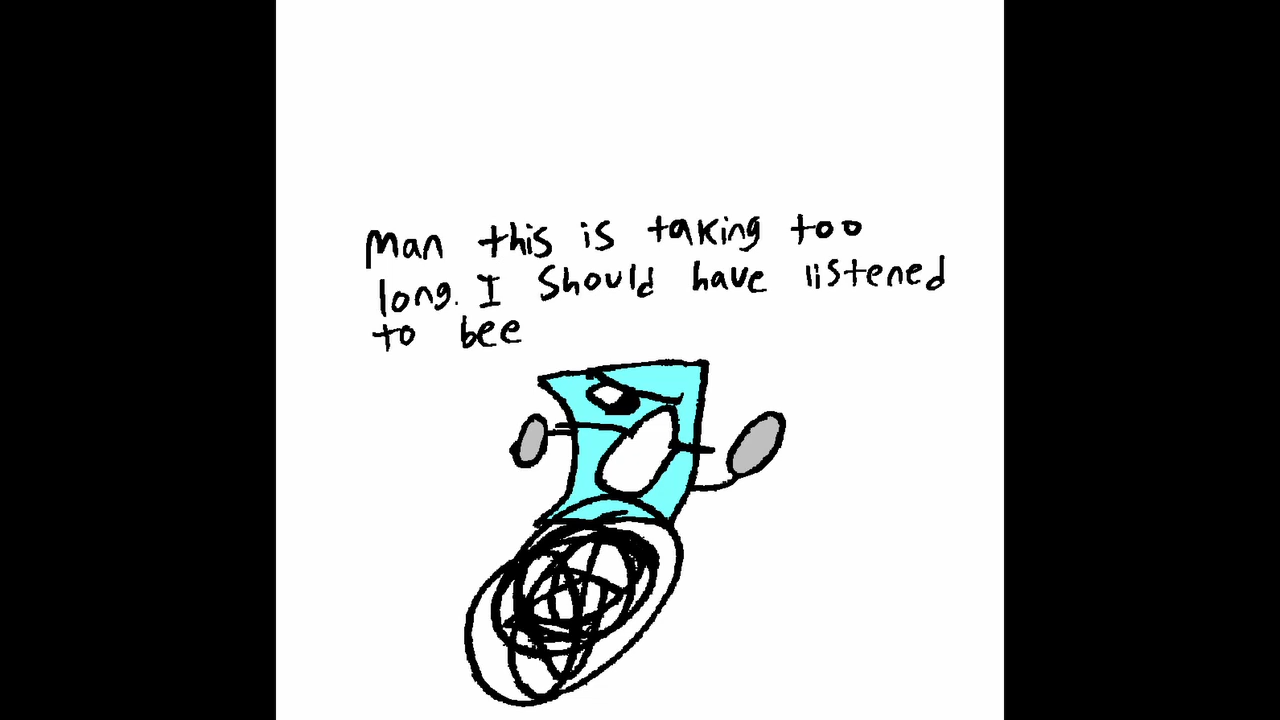 Man this is taking too
long. I should have listened
to bee